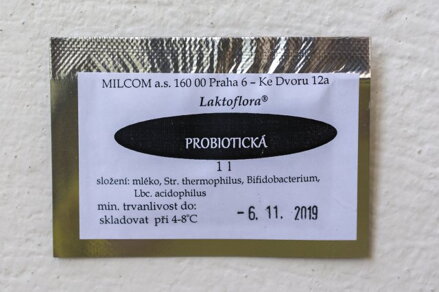 MILCOM a.s. 160 00 Praha 6 – Ke Dvoru 12a
Laktoflora®
PROBIOTICKÁ
1 l
složení: mléko, Str. thermophilus, Bifidobacterium,
Lbc. acidophilus
min. trvanlivost do: - 6. 11. 2019
skladovat při 4-8°C